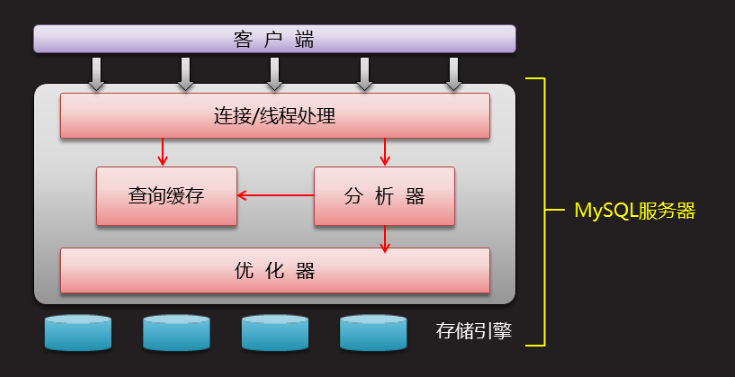 客 户 端
连接/线程处理
查询缓存
分 析 器
MySQL服务器
优 化 器
存储引擎